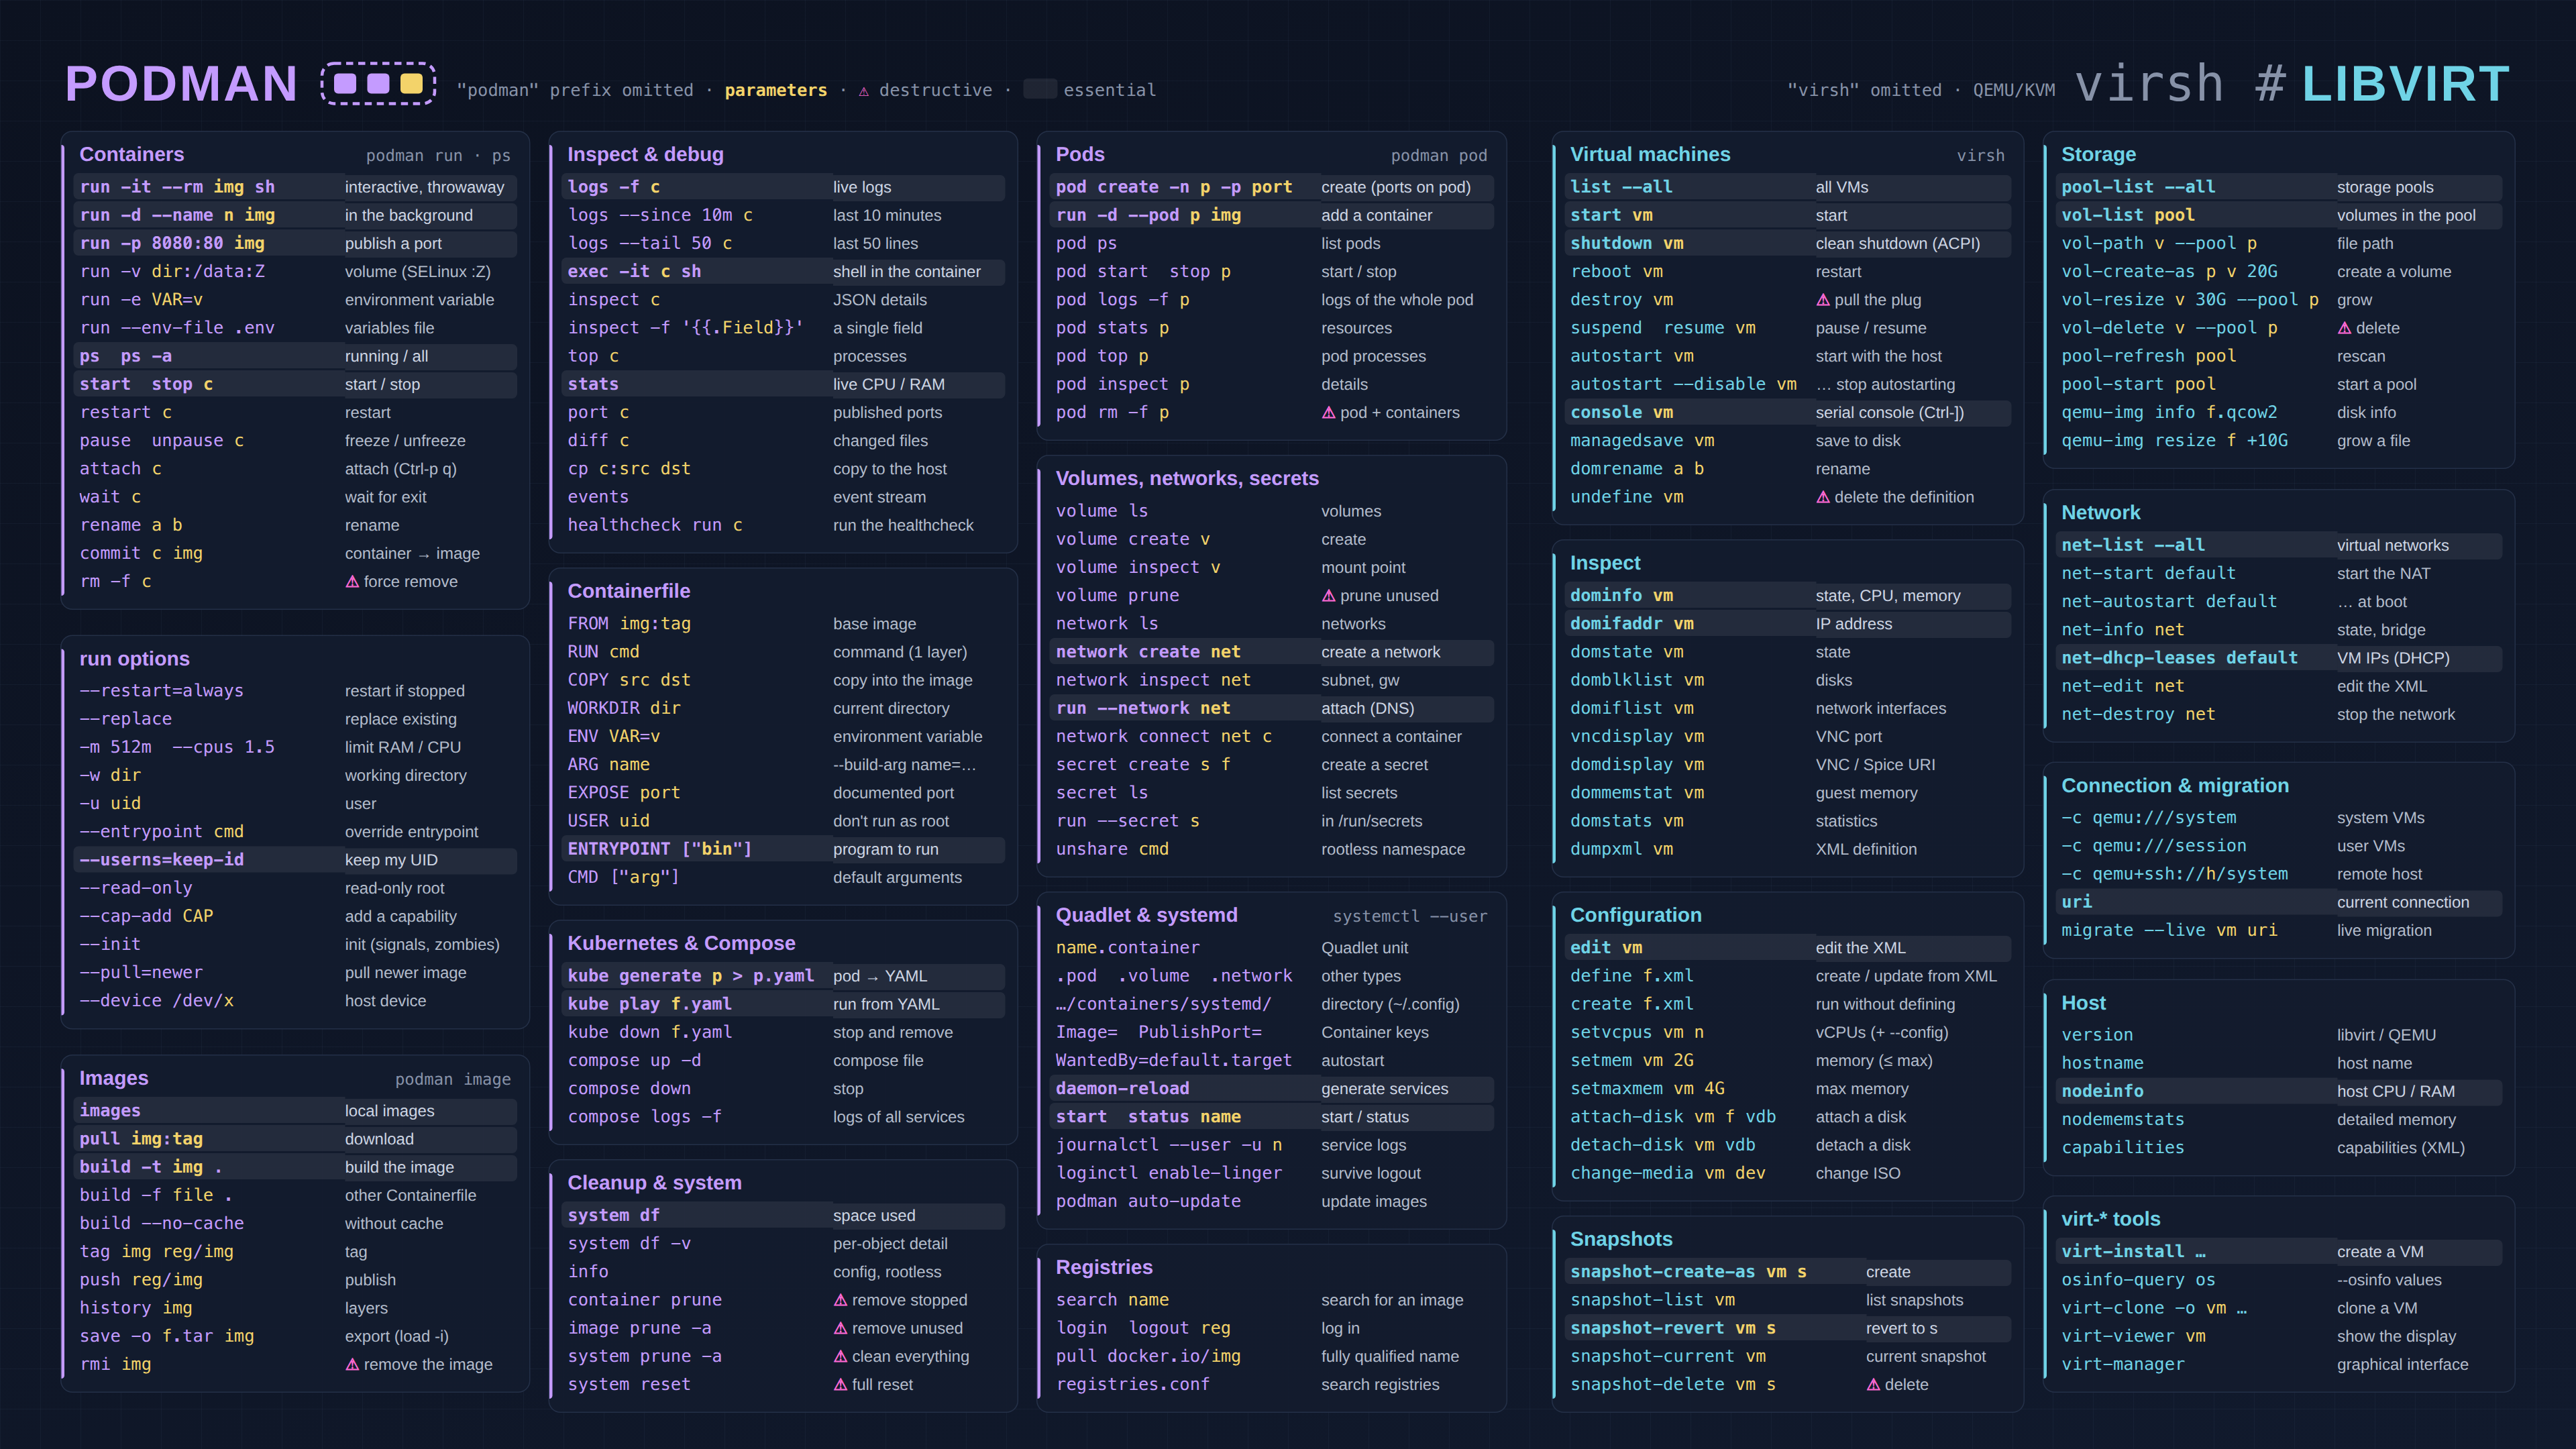 PODMAN "podman" prefix omitted · parameters · ⚠ destructive · essential
"virsh" omitted · QEMU/KVM virsh # LIBVIRT
Containers podman run · ps
run -it --rm img sh interactive, throwaway
run -d --name n img in the background
run -p 8080:80 img publish a port
run -v dir:/data:Z volume (SELinux :Z)
run -e VAR=v environment variable
run --env-file .env variables file
ps ps -a running / all
start stop c start / stop
restart c restart
pause unpause c freeze / unfreeze
attach c attach (Ctrl-p q)
wait c wait for exit
rename a b rename
commit c img container → image
rm -f c ⚠ force remove
run options
--restart=always restart if stopped
--replace replace existing
-m 512m --cpus 1.5 limit RAM / CPU
-w dir working directory
-u uid user
--entrypoint cmd override entrypoint
--userns=keep-id keep my UID
--read-only read-only root
--cap-add CAP add a capability
--init init (signals, zombies)
--pull=newer pull newer image
--device /dev/x host device
Images podman image
images local images
pull img:tag download
build -t img . build the image
build -f file . other Containerfile
build --no-cache without cache
tag img reg/img tag
push reg/img publish
history img layers
save -o f.tar img export (load -i)
rmi img ⚠ remove the image
Inspect & debug
logs -f c live logs
logs --since 10m c last 10 minutes
logs --tail 50 c last 50 lines
exec -it c sh shell in the container
inspect c JSON details
inspect -f '{{.Field}}' a single field
top c processes
stats live CPU / RAM
port c published ports
diff c changed files
cp c:src dst copy to the host
events event stream
healthcheck run c run the healthcheck
Containerfile
FROM img:tag base image
RUN cmd command (1 layer)
COPY src dst copy into the image
WORKDIR dir current directory
ENV VAR=v environment variable
ARG name --build-arg name=…
EXPOSE port documented port
USER uid don't run as root
ENTRYPOINT ["bin"] program to run
CMD ["arg"] default arguments
Kubernetes & Compose
kube generate p > p.yaml pod → YAML
kube play f.yaml run from YAML
kube down f.yaml stop and remove
compose up -d compose file
compose down stop
compose logs -f logs of all services
Cleanup & system
system df space used
system df -v per-object detail
info config, rootless
container prune ⚠ remove stopped
image prune -a ⚠ remove unused
system prune -a ⚠ clean everything
system reset ⚠ full reset
Pods podman pod
pod create -n p -p port create (ports on pod)
run -d --pod p img add a container
pod ps list pods
pod start stop p start / stop
pod logs -f p logs of the whole pod
pod stats p resources
pod top p pod processes
pod inspect p details
pod rm -f p ⚠ pod + containers
Volumes, networks, secrets
volume ls volumes
volume create v create
volume inspect v mount point
volume prune ⚠ prune unused
network ls networks
network create net create a network
network inspect net subnet, gw
run --network net attach (DNS)
network connect net c connect a container
secret create s f create a secret
secret ls list secrets
run --secret s in /run/secrets
unshare cmd rootless namespace
Quadlet & systemd systemctl --user
name.container Quadlet unit
.pod .volume .network other types
…/containers/systemd/ directory (~/.config)
Image= PublishPort= Container keys
WantedBy=default.target autostart
daemon-reload generate services
start status name start / status
journalctl --user -u n service logs
loginctl enable-linger survive logout
podman auto-update update images
Registries
search name search for an image
login logout reg log in
pull docker.io/img fully qualified name
registries.conf search registries
Virtual machines virsh
list --all all VMs
start vm start
shutdown vm clean shutdown (ACPI)
reboot vm restart
destroy vm ⚠ pull the plug
suspend resume vm pause / resume
autostart vm start with the host
autostart --disable vm … stop autostarting
console vm serial console (Ctrl-])
managedsave vm save to disk
domrename a b rename
undefine vm ⚠ delete the definition
Inspect
dominfo vm state, CPU, memory
domifaddr vm IP address
domstate vm state
domblklist vm disks
domiflist vm network interfaces
vncdisplay vm VNC port
domdisplay vm VNC / Spice URI
dommemstat vm guest memory
domstats vm statistics
dumpxml vm XML definition
Configuration
edit vm edit the XML
define f.xml create / update from XML
create f.xml run without defining
setvcpus vm n vCPUs (+ --config)
setmem vm 2G memory (≤ max)
setmaxmem vm 4G max memory
attach-disk vm f vdb attach a disk
detach-disk vm vdb detach a disk
change-media vm dev change ISO
Snapshots
snapshot-create-as vm s create
snapshot-list vm list snapshots
snapshot-revert vm s revert to s
snapshot-current vm current snapshot
snapshot-delete vm s ⚠ delete
Storage
pool-list --all storage pools
vol-list pool volumes in the pool
vol-path v --pool p file path
vol-create-as p v 20G create a volume
vol-resize v 30G --pool p grow
vol-delete v --pool p ⚠ delete
pool-refresh pool rescan
pool-start pool start a pool
qemu-img info f.qcow2 disk info
qemu-img resize f +10G grow a file
Network
net-list --all virtual networks
net-start default start the NAT
net-autostart default … at boot
net-info net state, bridge
net-dhcp-leases default VM IPs (DHCP)
net-edit net edit the XML
net-destroy net stop the network
Connection & migration
-c qemu:///system system VMs
-c qemu:///session user VMs
-c qemu+ssh://h/system remote host
uri current connection
migrate --live vm uri live migration
Host
version libvirt / QEMU
hostname host name
nodeinfo host CPU / RAM
nodememstats detailed memory
capabilities capabilities (XML)
virt-* tools
virt-install … create a VM
osinfo-query os --osinfo values
virt-clone -o vm … clone a VM
virt-viewer vm show the display
virt-manager graphical interface